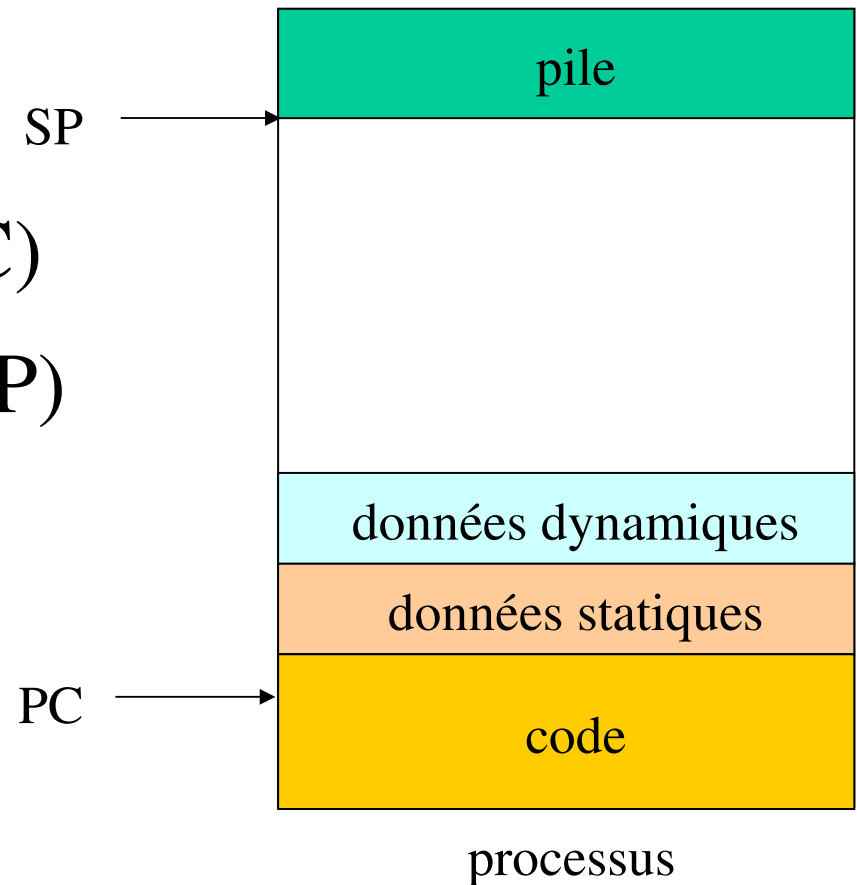 pile
SP
C)
P)
données dynamiques
données statiques
PC
code
processus